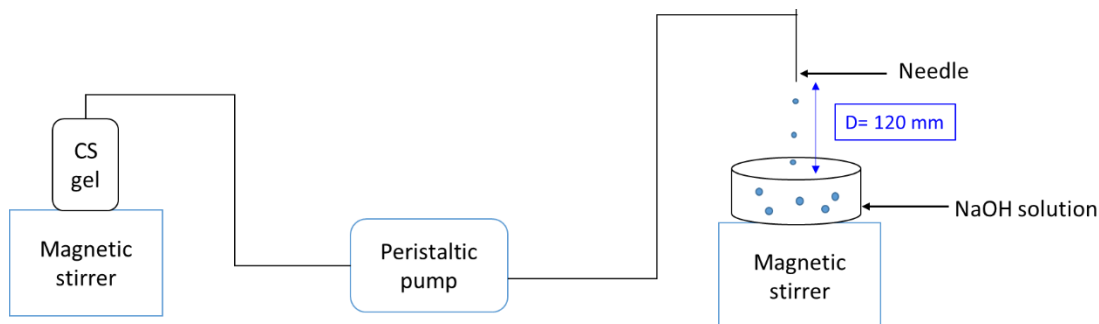 CS
gel
Magnetic
stirrer
Peristaltic
pump
Needle
D= 120 mm
NaOH solution
Magnetic
stirrer